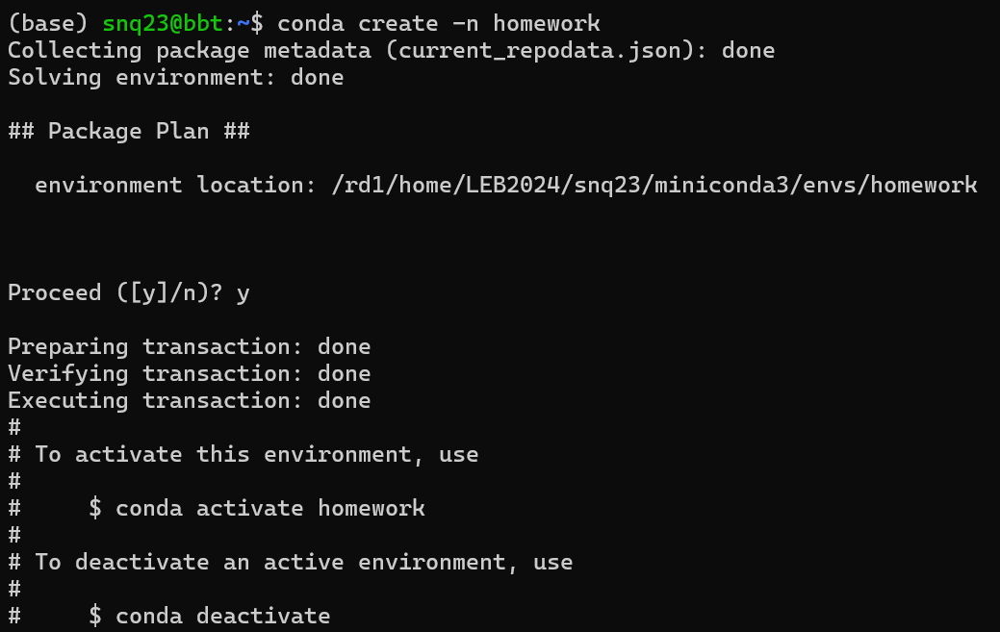 (base) snq23@bbt:~$ conda create -n homework
Collecting package metadata (current_repodata.json): done
Solving environment: done
## Package Plan ##
environment location: /rd1/home/LEB2024/snq23/miniconda3/envs/homework
Proceed ([y]/n)? y
Preparing transaction: done
Verifying transaction: done
Executing transaction: done
#
# To activate this environment, use
#
#     $ conda activate homework
#
# To deactivate an active environment, use
#
#     $ conda deactivate